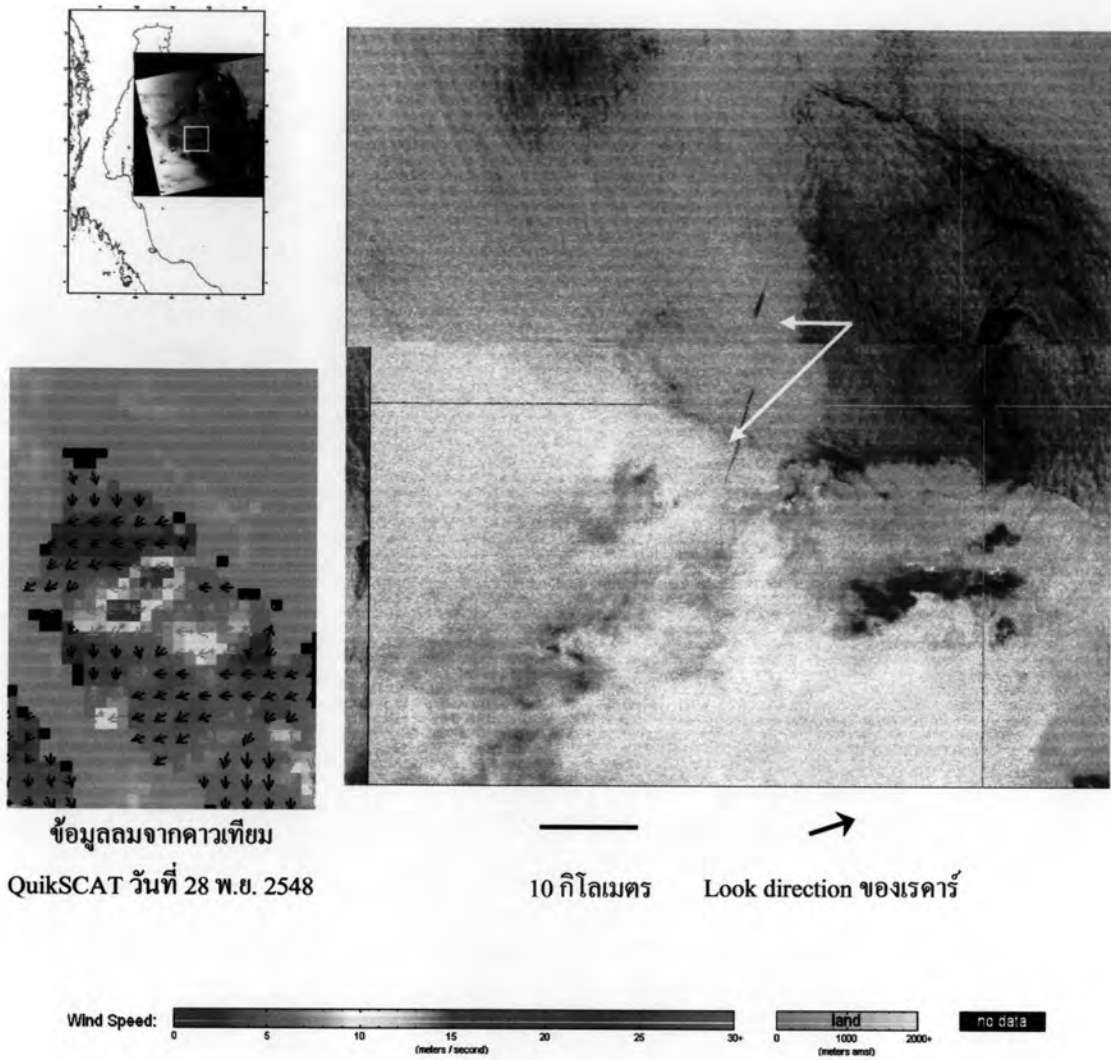 ข้อมูลลมจากดาวเทียม
QuikSCAT วันที่ 28 พ.ย. 2548
10 กิโลเมตร
Look direction ของเรดาร์
Wind Speed:
0 5 10 15 20 25 30+
(meters / second)
land
0 1000 2000+
(meters amsl)
no data